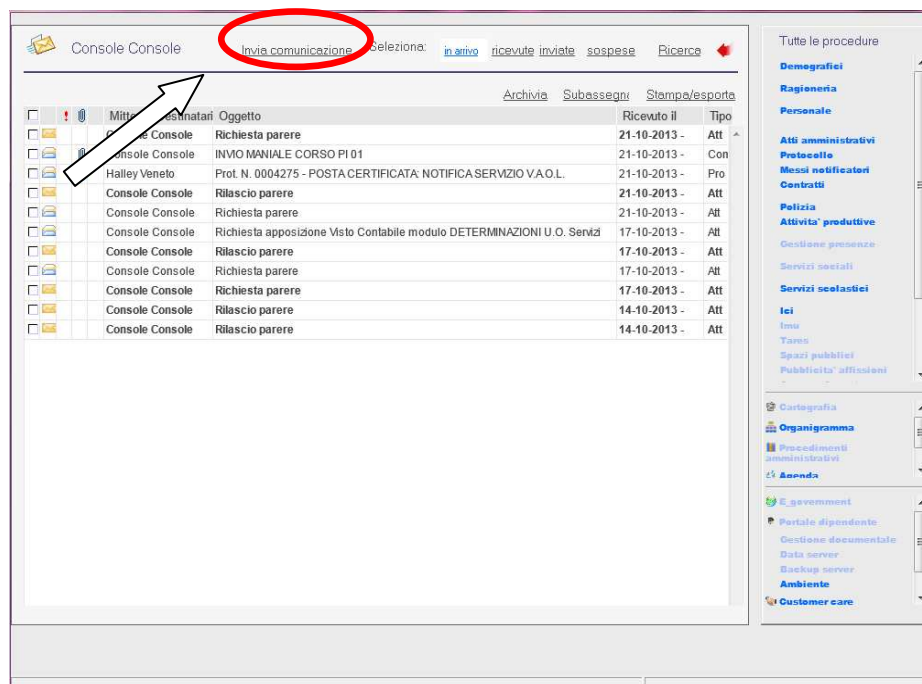 Console Console Invia comunicazione Seleziona: in arrivo ricevute inviate sospese Ricerca
Archivia Subassegna Stampa/esporta
! Oggetto Ricevuto il Tipo
Console Console Richiesta parere 21-10-2013 - Att
Console Console INVIO MANIALE CORSO PI 01 21-10-2013 - Con
Halley Veneto Prot. N. 0004275 - POSTA CERTIFICATA: NOTIFICA SERVIZIO V.A.O.L. 21-10-2013 - Pro
Console Console Rilascio parere 21-10-2013 - Att
Console Console Richiesta parere 21-10-2013 - Att
Console Console Richiesta apposizione Visto Contabile modulo DETERMINAZIONI U.O. Servizi 17-10-2013 - Att
Console Console Rilascio parere 17-10-2013 - Att
Console Console Richiesta parere 17-10-2013 - Att
Console Console Richiesta parere 17-10-2013 - Att
Console Console Rilascio parere 14-10-2013 - Att
Console Console Rilascio parere 14-10-2013 - Att
Tutte le procedure
Demografici
Ragioneria
Personale
Atti amministrativi
Protocollo
Messi notificatori
Contratti
Polizia
Attivita' produttive
Gestione presenze
Servizi sociali
Servizi scolastici
Ici
Imu
Tares
Spazi pubblici
Pubblicita' affissioni
Cartografia
Organigramma
Procedimenti
amministrativi
Agenda
E_government
Portale dipendente
Gestione documentale
Data server
Backup server
Ambiente
Customer care